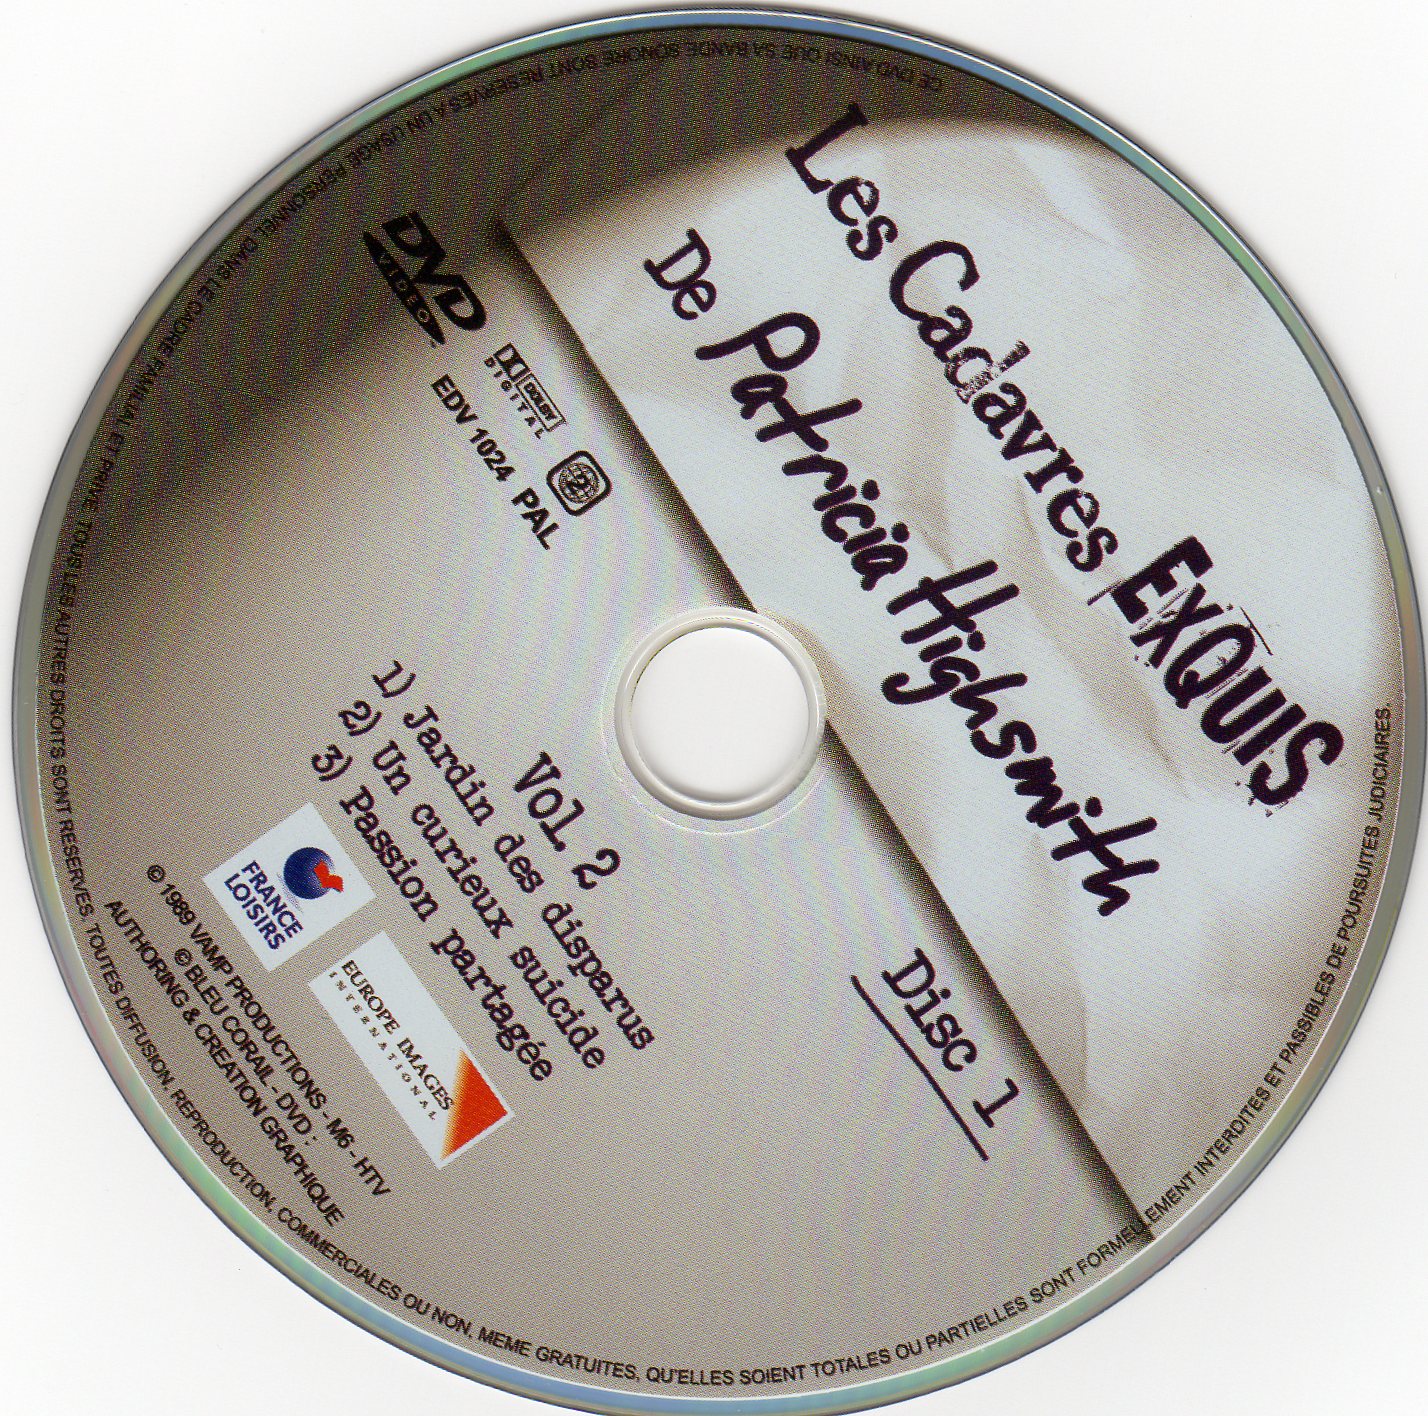 Les Cadavres EXQUIS
De Patricia Highsmith
DVD
VIDEO
DOLBY
DIGITAL
2
EDV 1024 PAL
Disc 1
Vol. 2
1) Jardin des disparus
2) Un curieux suicide
3) Passion partagée
FRANCE
LOISIRS
EUROPE IMAGES
INTERNATIONAL
© 1989 VAMP PRODUCTIONS - M6 - HTV
© BLEU CORAIL - DVD :
AUTHORING & CREATION GRAPHIQUE
CE DVD AINSI QUE SA BANDE SONORE SONT RESERVES A UN USAGE PERSONNEL DANS LE CADRE FAMILIAL ET PRIVE. TOUS LES AUTRES DROITS SONT RESERVES. TOUTES DIFFUSION, REPRODUCTION, COMMERCIALES OU NON, MEME GRATUITES, QU'ELLES SOIENT TOTALES OU PARTIELLES SONT FORMELLEMENT INTERDITES ET PASSIBLES DE POURSUITES JUDICIAIRES.